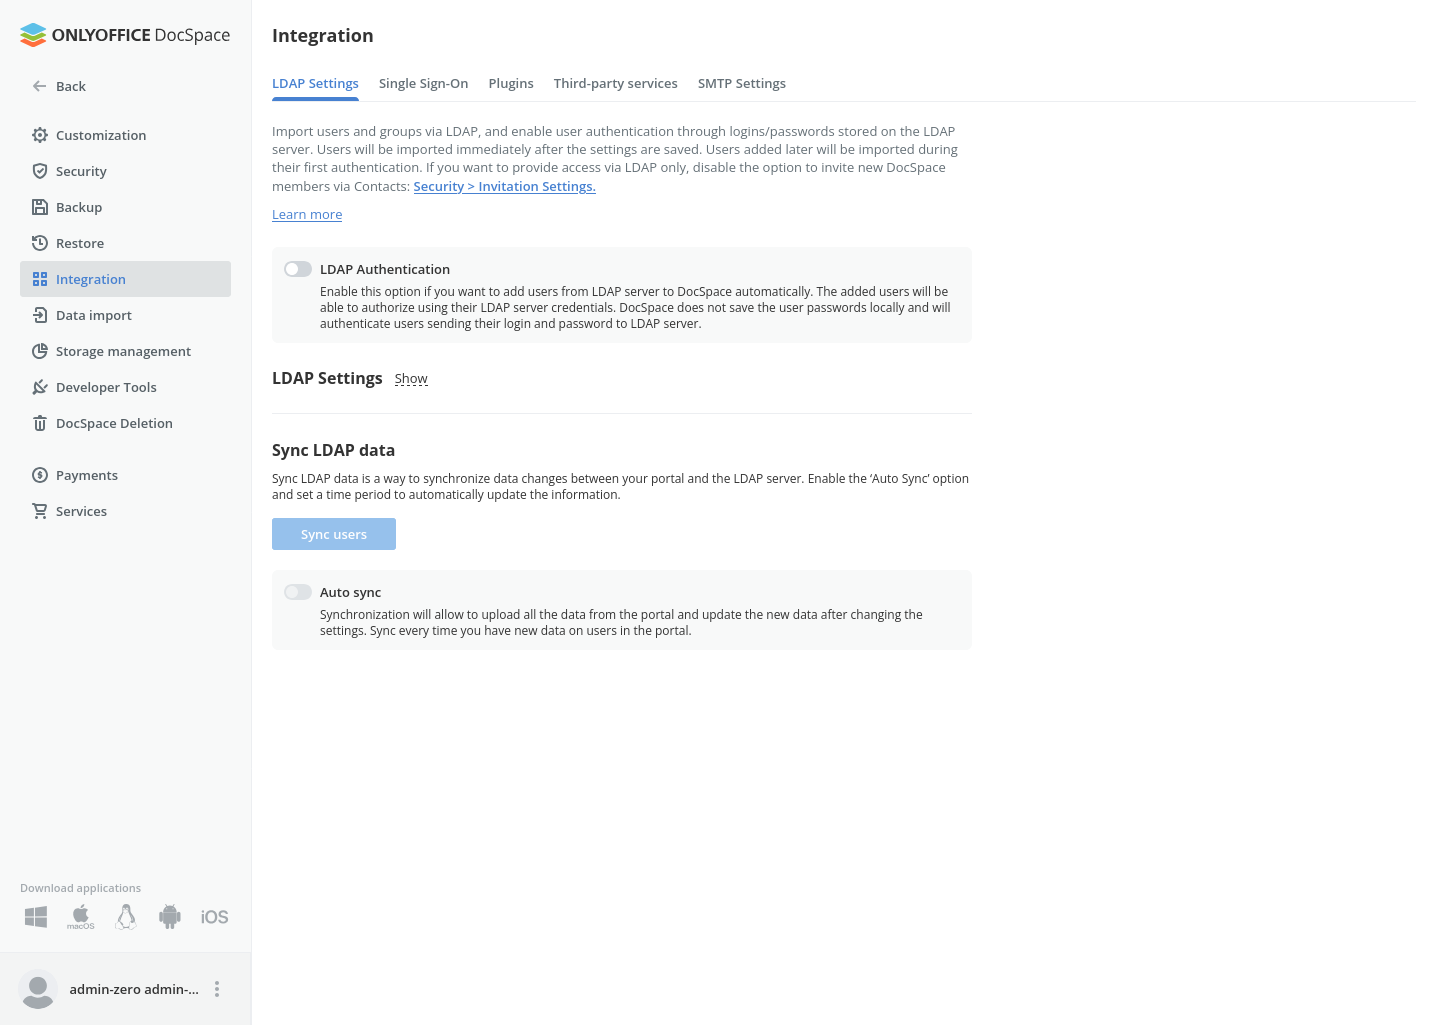 ONLYOFFICE DocSpace
Back
Customization
Security
Backup
Restore
Integration
Data import
Storage management
Developer Tools
DocSpace Deletion
Payments
Services
Download applications
macOS
iOS
admin-zero admin-...
Integration
LDAP Settings Single Sign-On Plugins Third-party services SMTP Settings
Import users and groups via LDAP, and enable user authentication through logins/passwords stored on the LDAP
server. Users will be imported immediately after the settings are saved. Users added later will be imported during
their first authentication. If you want to provide access via LDAP only, disable the option to invite new DocSpace
members via Contacts: Security > Invitation Settings.
Learn more
LDAP Authentication
Enable this option if you want to add users from LDAP server to DocSpace automatically. The added users will be
able to authorize using their LDAP server credentials. DocSpace does not save the user passwords locally and will
authenticate users sending their login and password to LDAP server.
LDAP Settings Show
Sync LDAP data
Sync LDAP data is a way to synchronize data changes between your portal and the LDAP server. Enable the ‘Auto Sync’ option
and set a time period to automatically update the information.
Sync users
Auto sync
Synchronization will allow to upload all the data from the portal and update the new data after changing the
settings. Sync every time you have new data on users in the portal.